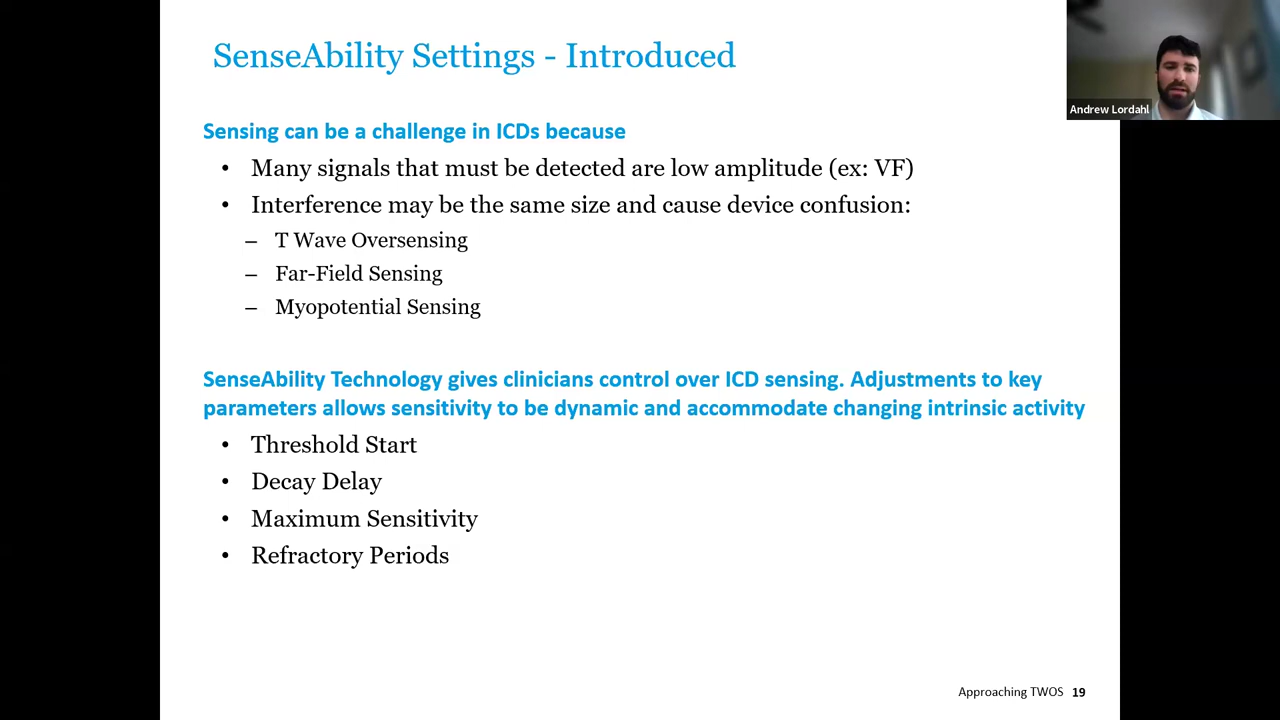 SenseAbility Settings - Introduced
Andrew Lordahl
Sensing can be a challenge in ICDs because
• Many signals that must be detected are low amplitude (ex: VF)
• Interference may be the same size and cause device confusion:
– T Wave Oversensing
– Far-Field Sensing
– Myopotential Sensing
SenseAbility Technology gives clinicians control over ICD sensing. Adjustments to key
parameters allows sensitivity to be dynamic and accommodate changing intrinsic activity
• Threshold Start
• Decay Delay
• Maximum Sensitivity
• Refractory Periods
Approaching TWOS 19